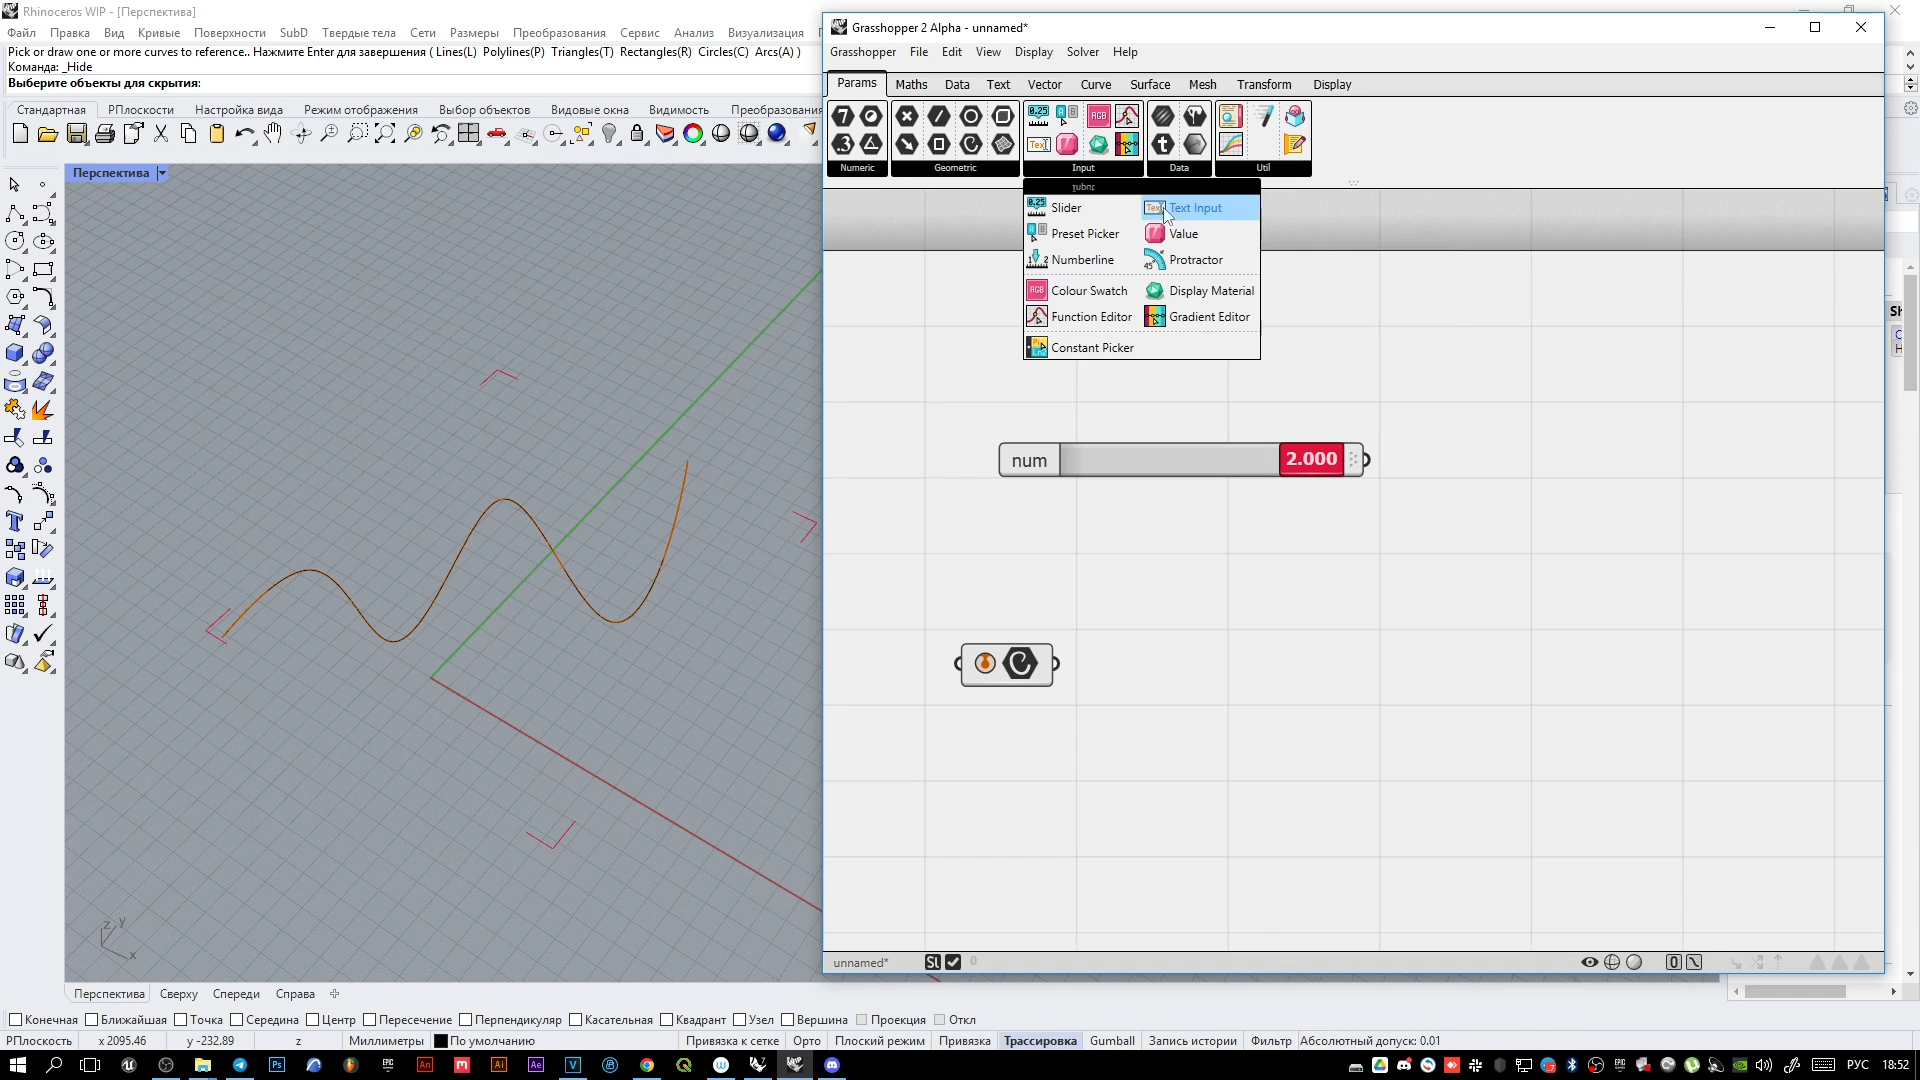 Rhinoceros WIP - [Перспектива]
Файл Правка Вид Кривые Поверхности SubD Твердые тела Сети Размеры Преобразования Сервис Анализ Визуализация
Pick or draw one or more curves to reference.. Нажмите Enter для завершения ( Lines(L) Polylines(P) Triangles(T) Rectangles(R) Circles(C) Arcs(A) )
Команда: _Hide
Выберите объекты для скрытия:
Стандартная РПлоскости Настройка вида Режим отображения Выбор объектов Видовые окна Видимость Преобразования
Перспектива
z y
x
Grasshopper 2 Alpha - unnamed*
Grasshopper File Edit View Display Solver Help
Params Maths Data Text Vector Curve Surface Mesh Transform Display
Numeric Geometric Input Data Util
Input
Slider Text Input
Preset Picker Value
Numberline Protractor
Colour Swatch Display Material
Function Editor Gradient Editor
Constant Picker
num 2.000
unnamed* 0
Перспектива Сверху Спереди Справа
Конечная Ближайшая Точка Середина Центр Пересечение Перпендикуляр Касательная Квадрант Узел Вершина Проекция Откл
РПлоскость x 2095.46 y -232.89 z Миллиметры По умолчанию Привязка к сетке Орто Плоский режим Привязка Трассировка Gumball Запись истории Фильтр Абсолютный допуск: 0.01
РУС 18:52